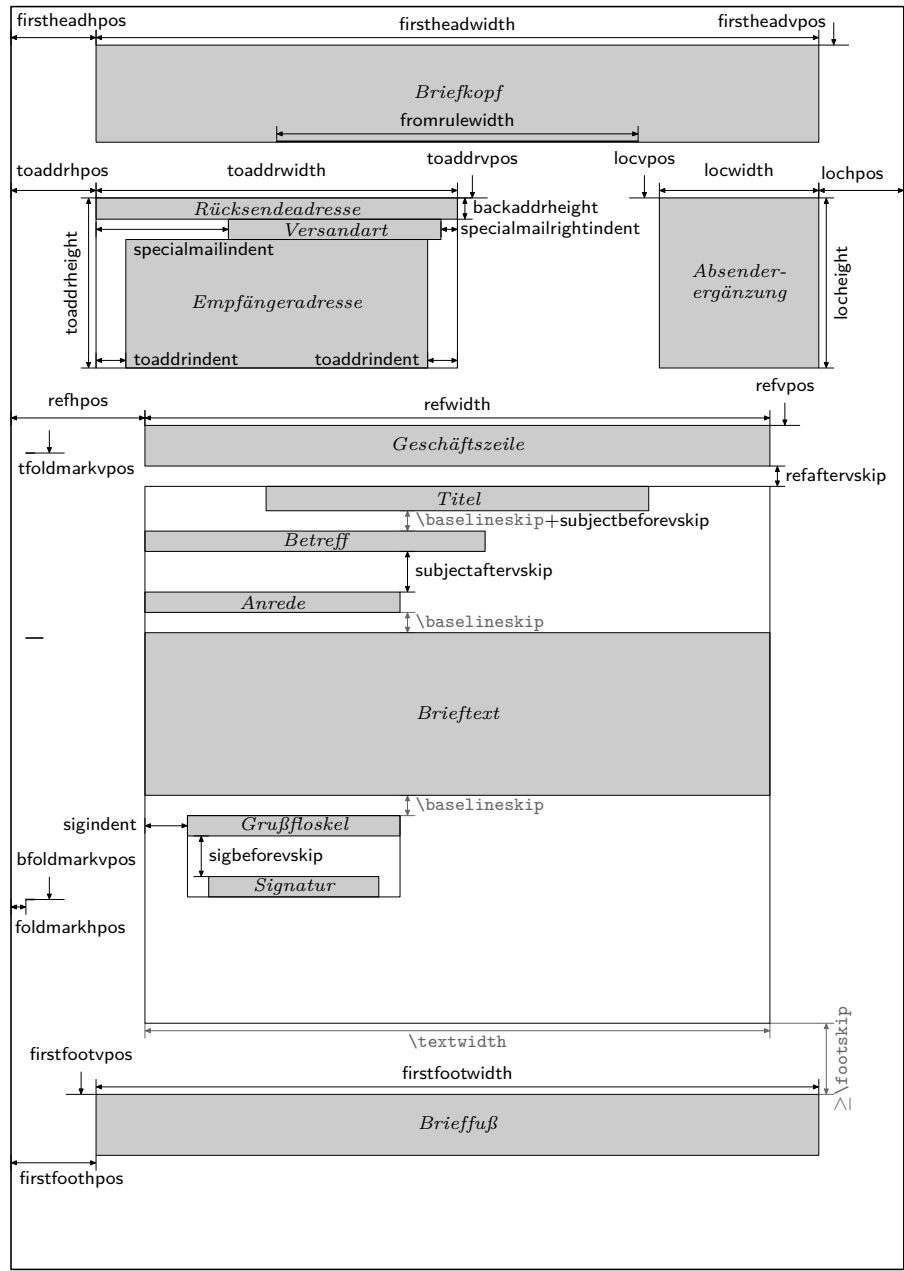 firstheadhpos
firstheadwidth
firstheadvpos
Briefkopf
fromrulewidth
toaddrhpos
toaddrwidth
toaddrvpos
locvpos
locwidth
lochpos
Rücksendeadresse
backaddrheight
Versandart
specialmailrightindent
specialmailindent
toaddrheight
Empfängeradresse
Absender-
ergänzung
locheight
toaddrindent
toaddrindent
refhpos
refwidth
refvpos
Geschäftszeile
tfoldmarkvpos
refaftervskip
Titel
\baselineskip+subjectbeforevskip
Betreff
subjectaftervskip
Anrede
\baselineskip
Brieftext
\baselineskip
sigindent
Grußfloskel
sigbeforevskip
bfoldmarkvpos
Signatur
foldmarkhpos
\textwidth
≥\footskip
firstfootvpos
firstfootwidth
Brieffuß
firstfoothpos